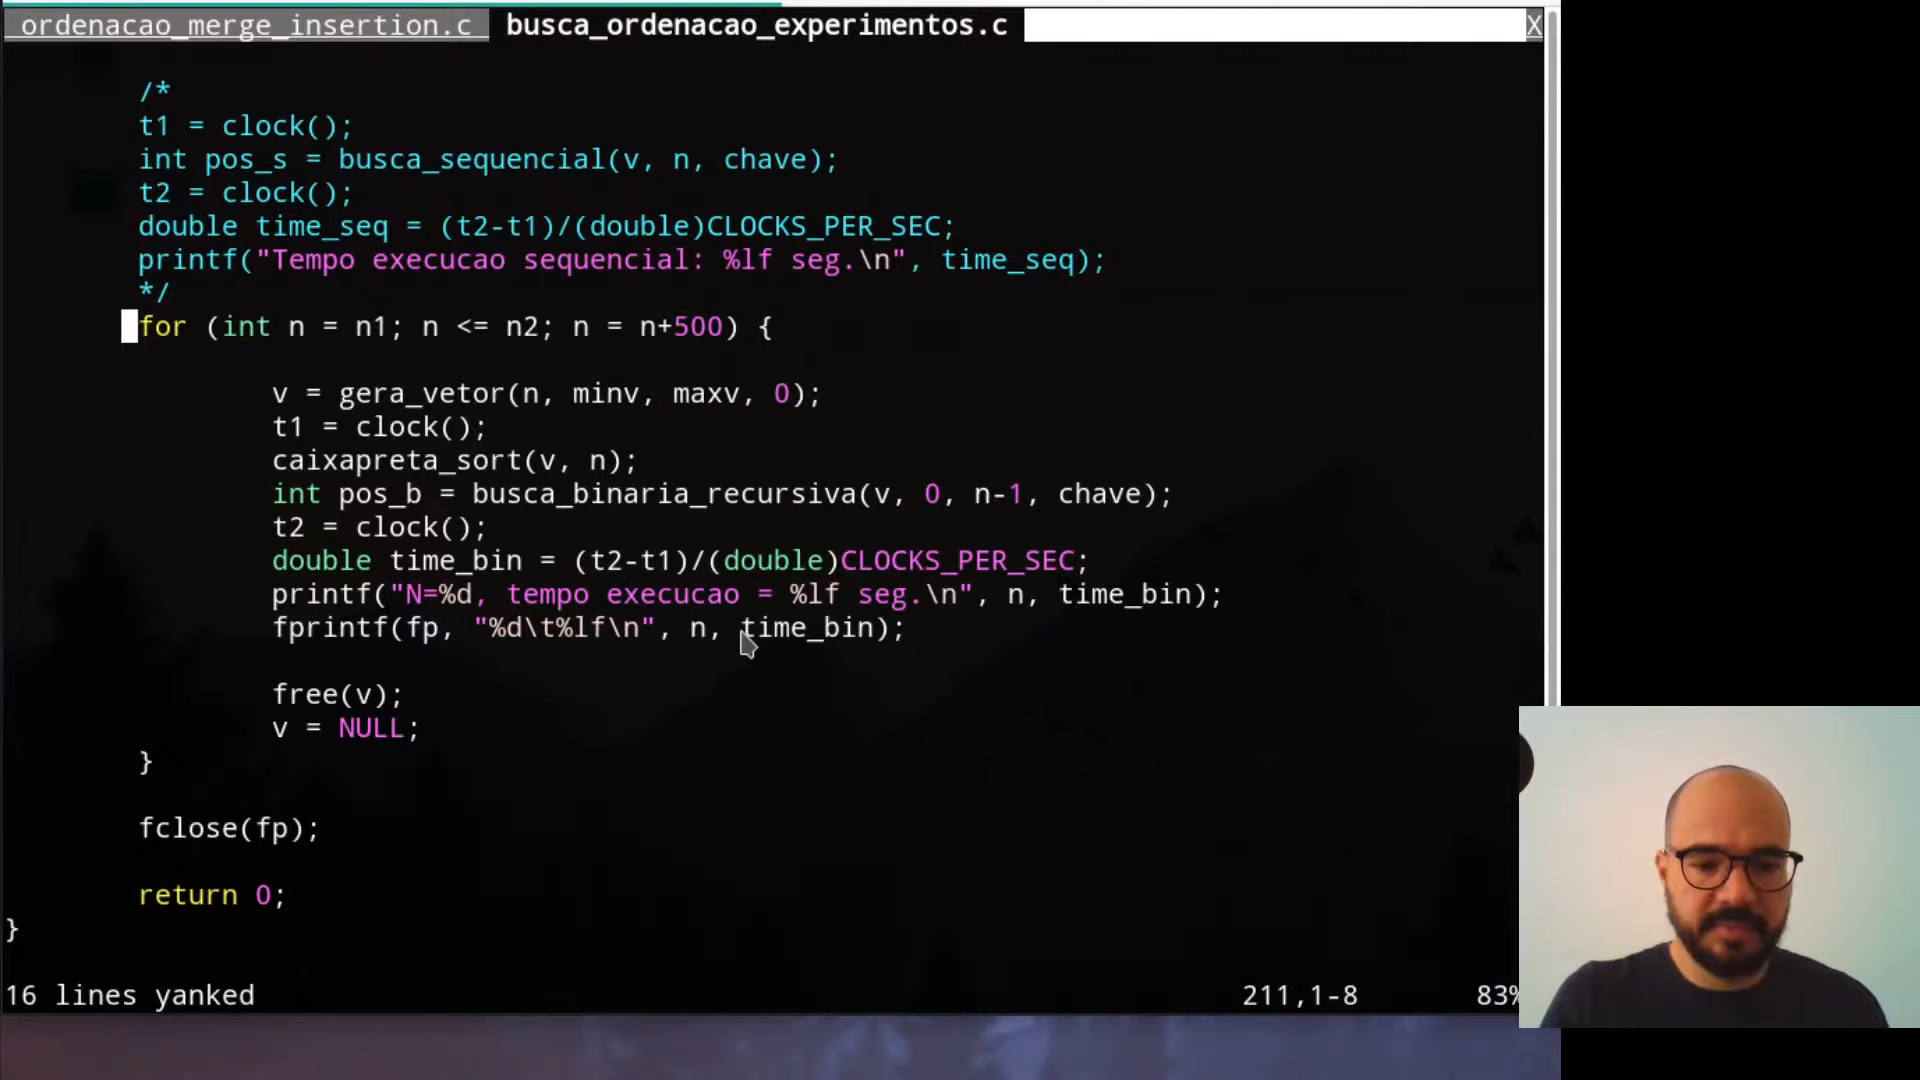 ordenacao_merge_insertion.c busca_ordenacao_experimentos.c X
/*
t1 = clock();
int pos_s = busca_sequencial(v, n, chave);
t2 = clock();
double time_seq = (t2-t1)/(double)CLOCKS_PER_SEC;
printf("Tempo execucao sequencial: %lf seg.\n", time_seq);
*/
for (int n = n1; n <= n2; n = n+500) {
v = gera_vetor(n, minv, maxv, 0);
t1 = clock();
caixapreta_sort(v, n);
int pos_b = busca_binaria_recursiva(v, 0, n-1, chave);
t2 = clock();
double time_bin = (t2-t1)/(double)CLOCKS_PER_SEC;
printf("N=%d, tempo execucao = %lf seg.\n", n, time_bin);
fprintf(fp, "%d\t%lf\n", n, time_bin);
free(v);
v = NULL;
}
fclose(fp);
return 0;
}
16 lines yanked 211,1-8 83%